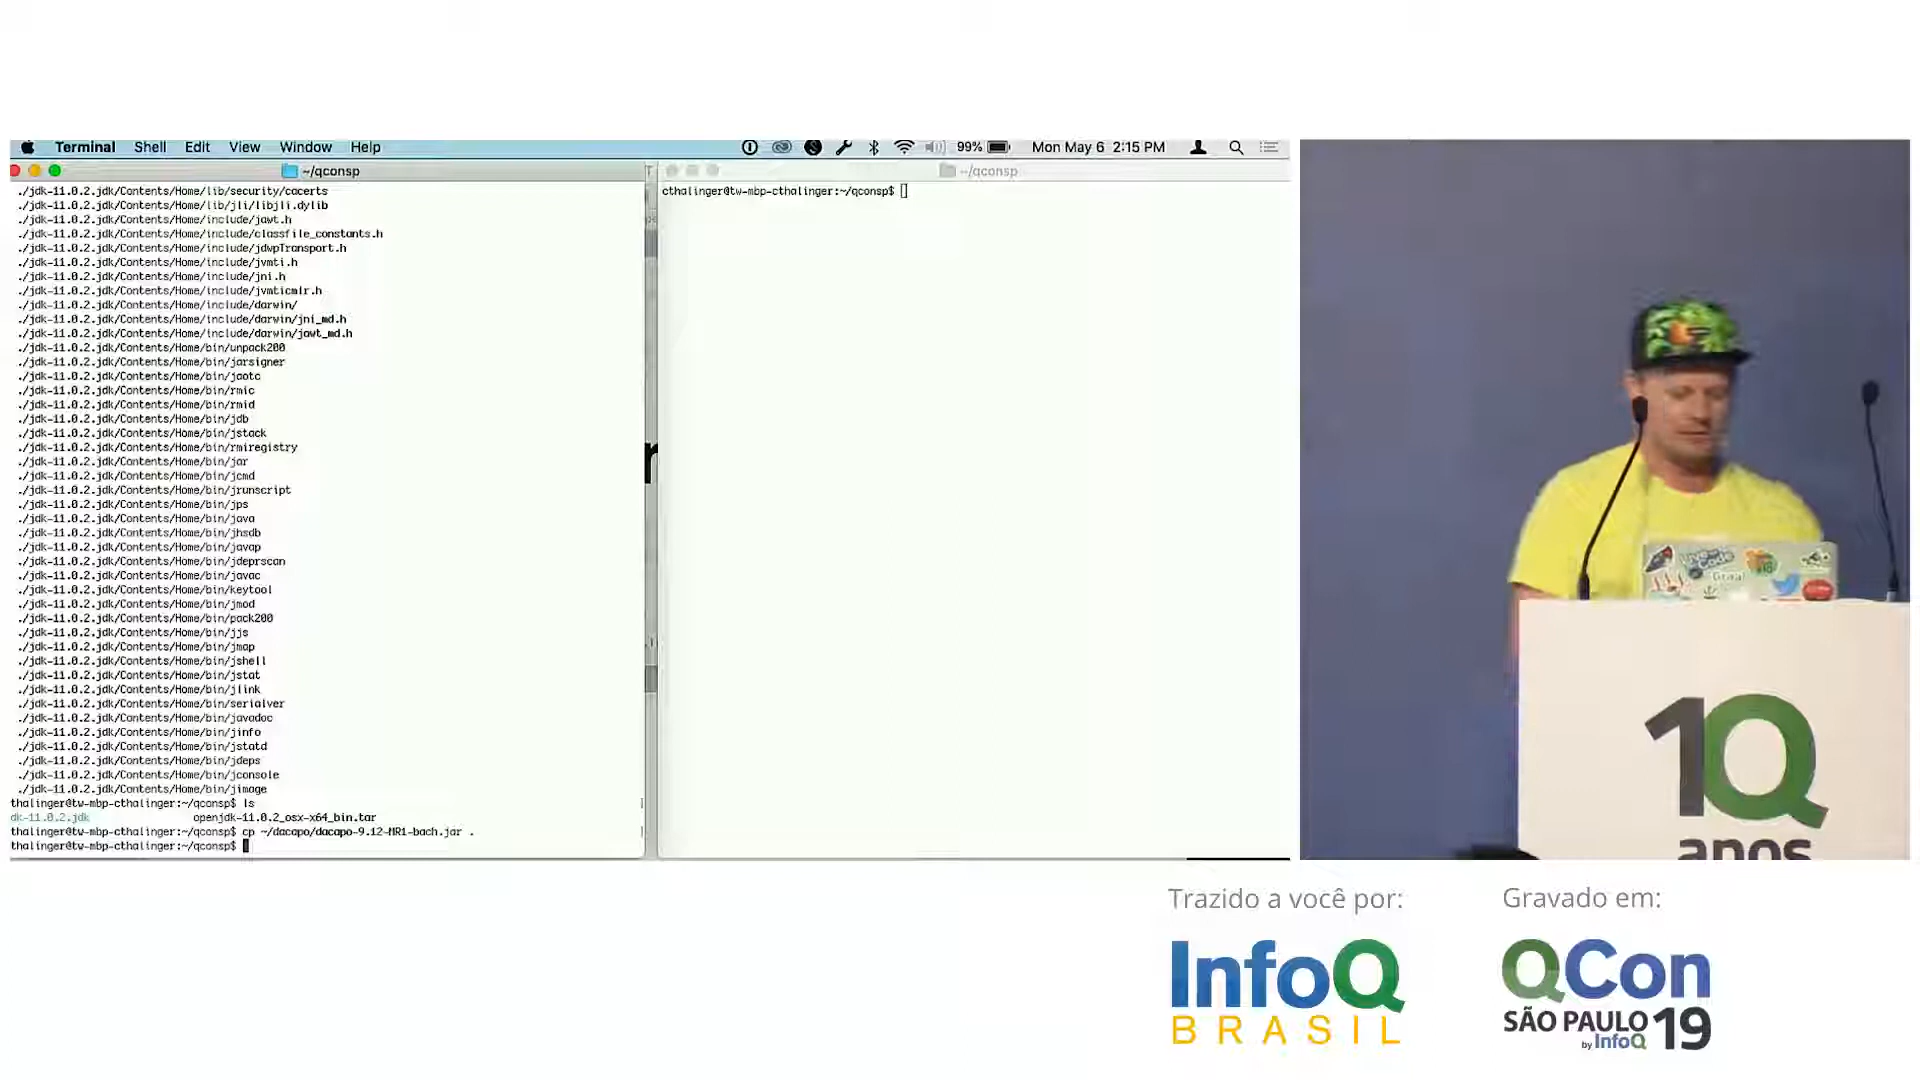 Terminal Shell Edit View Window Help 99% Mon May 6 2:15 PM
~/qconsp
./jdk-11.0.2.jdk/Contents/Home/lib/security/cacerts
./jdk-11.0.2.jdk/Contents/Home/lib/jli/libjli.dylib
./jdk-11.0.2.jdk/Contents/Home/include/jawt.h
./jdk-11.0.2.jdk/Contents/Home/include/classfile_constants.h
./jdk-11.0.2.jdk/Contents/Home/include/jdwpTransport.h
./jdk-11.0.2.jdk/Contents/Home/include/jvmti.h
./jdk-11.0.2.jdk/Contents/Home/include/jni.h
./jdk-11.0.2.jdk/Contents/Home/include/jvmticmlr.h
./jdk-11.0.2.jdk/Contents/Home/include/darwin/
./jdk-11.0.2.jdk/Contents/Home/include/darwin/jni_md.h
./jdk-11.0.2.jdk/Contents/Home/include/darwin/jawt_md.h
./jdk-11.0.2.jdk/Contents/Home/bin/unpack200
./jdk-11.0.2.jdk/Contents/Home/bin/jarsigner
./jdk-11.0.2.jdk/Contents/Home/bin/jaotc
./jdk-11.0.2.jdk/Contents/Home/bin/rmic
./jdk-11.0.2.jdk/Contents/Home/bin/rmid
./jdk-11.0.2.jdk/Contents/Home/bin/jdb
./jdk-11.0.2.jdk/Contents/Home/bin/jstack
./jdk-11.0.2.jdk/Contents/Home/bin/rmiregistry
./jdk-11.0.2.jdk/Contents/Home/bin/jar
./jdk-11.0.2.jdk/Contents/Home/bin/jcmd
./jdk-11.0.2.jdk/Contents/Home/bin/jrunscript
./jdk-11.0.2.jdk/Contents/Home/bin/jps
./jdk-11.0.2.jdk/Contents/Home/bin/java
./jdk-11.0.2.jdk/Contents/Home/bin/jhsdb
./jdk-11.0.2.jdk/Contents/Home/bin/javap
./jdk-11.0.2.jdk/Contents/Home/bin/jdeprscan
./jdk-11.0.2.jdk/Contents/Home/bin/javac
./jdk-11.0.2.jdk/Contents/Home/bin/keytool
./jdk-11.0.2.jdk/Contents/Home/bin/jmod
./jdk-11.0.2.jdk/Contents/Home/bin/pack200
./jdk-11.0.2.jdk/Contents/Home/bin/jjs
./jdk-11.0.2.jdk/Contents/Home/bin/jmap
./jdk-11.0.2.jdk/Contents/Home/bin/jshell
./jdk-11.0.2.jdk/Contents/Home/bin/jstat
./jdk-11.0.2.jdk/Contents/Home/bin/jlink
./jdk-11.0.2.jdk/Contents/Home/bin/serialver
./jdk-11.0.2.jdk/Contents/Home/bin/javadoc
./jdk-11.0.2.jdk/Contents/Home/bin/jinfo
./jdk-11.0.2.jdk/Contents/Home/bin/jstatd
./jdk-11.0.2.jdk/Contents/Home/bin/jdeps
./jdk-11.0.2.jdk/Contents/Home/bin/jconsole
./jdk-11.0.2.jdk/Contents/Home/bin/jimage
thalinger@tw-mbp-cthalinger:~/qconsp$ ls
dk-11.0.2.jdk openjdk-11.0.2_osx-x64_bin.tar
thalinger@tw-mbp-cthalinger:~/qconsp$ cp ~/dacapo/dacapo-9.12-MR1-bach.jar .
thalinger@tw-mbp-cthalinger:~/qconsp$
~/qconsp
cthalinger@tw-mbp-cthalinger:~/qconsp$
Graal
1Q
anos
Trazido a você por:
InfoQ
BRASIL
Gravado em:
QCon
SÃO PAULO 19
by InfoQ